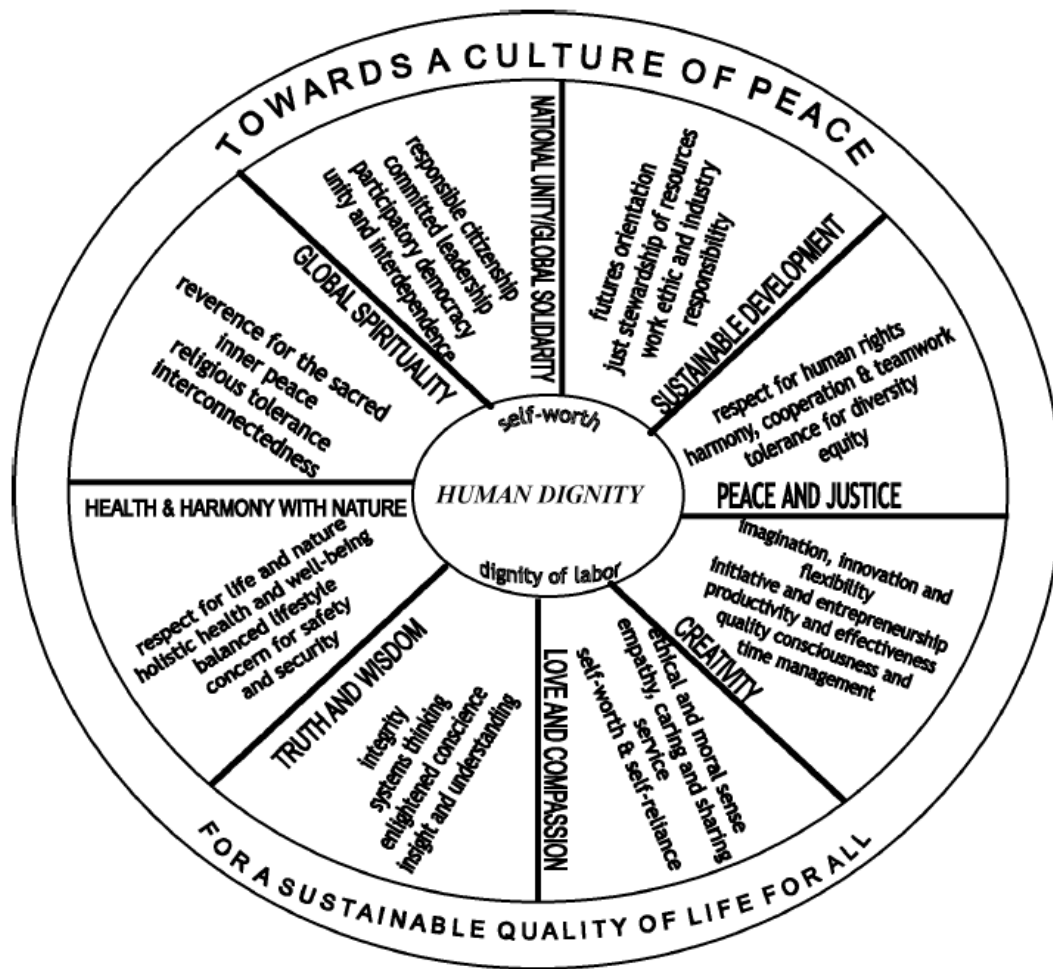 TOWARDS A CULTURE OF PEACE
NATIONAL UNITY/GLOBAL SOLIDARITY
responsible citizenship
committed leadership
participatory democracy
unity and interdependence
futures orientation
just stewardship of resources
work ethic and industry
responsibility
SUSTAINABLE DEVELOPMENT
respect for human rights
harmony, cooperation & teamwork
tolerance for diversity
equity
PEACE AND JUSTICE
imagination, innovation and
flexibility
initiative and entrepreneurship
productivity and effectiveness
quality consciousness and
time management
CREATIVITY
ethical and moral sense
empathy, caring and sharing
service
self-worth & self-reliance
LOVE AND COMPASSION
integrity
systems thinking
enlightened conscience
insight and understanding
TRUTH AND WISDOM
respect for life and nature
holistic health and well-being
balanced lifestyle
concern for safety
and security
HEALTH & HARMONY WITH NATURE
reverence for the sacred
inner peace
religious tolerance
interconnectedness
GLOBAL SPIRITUALITY
self-worth
HUMAN DIGNITY
dignity of labor
FOR A SUSTAINABLE QUALITY OF LIFE FOR ALL